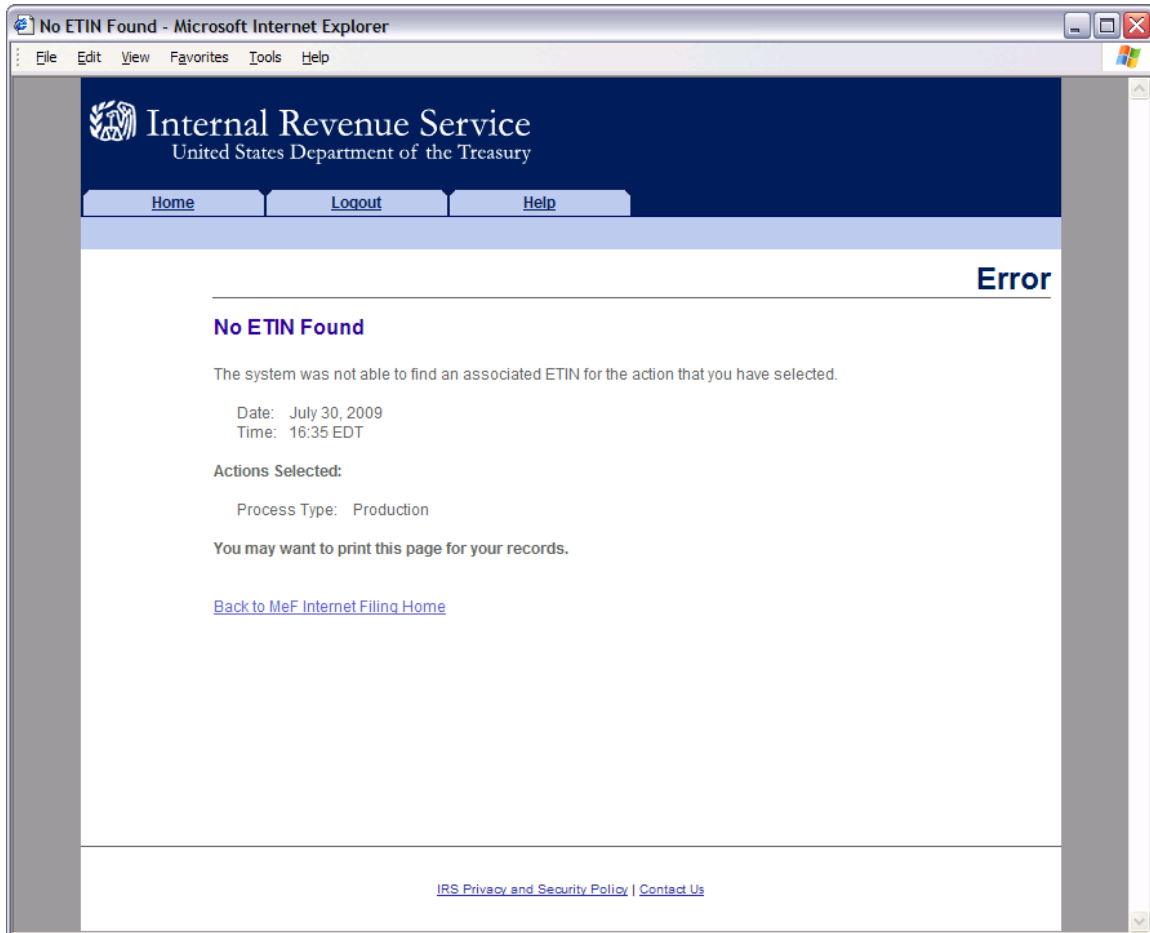 No ETIN Found - Microsoft Internet Explorer
File Edit View Favorites Tools Help
Internal Revenue Service
United States Department of the Treasury
Home Logout Help
Error
No ETIN Found
The system was not able to find an associated ETIN for the action that you have selected.
Date: July 30, 2009
Time: 16:35 EDT
Actions Selected:
Process Type: Production
You may want to print this page for your records.
Back to MeF Internet Filing Home
IRS Privacy and Security Policy | Contact Us